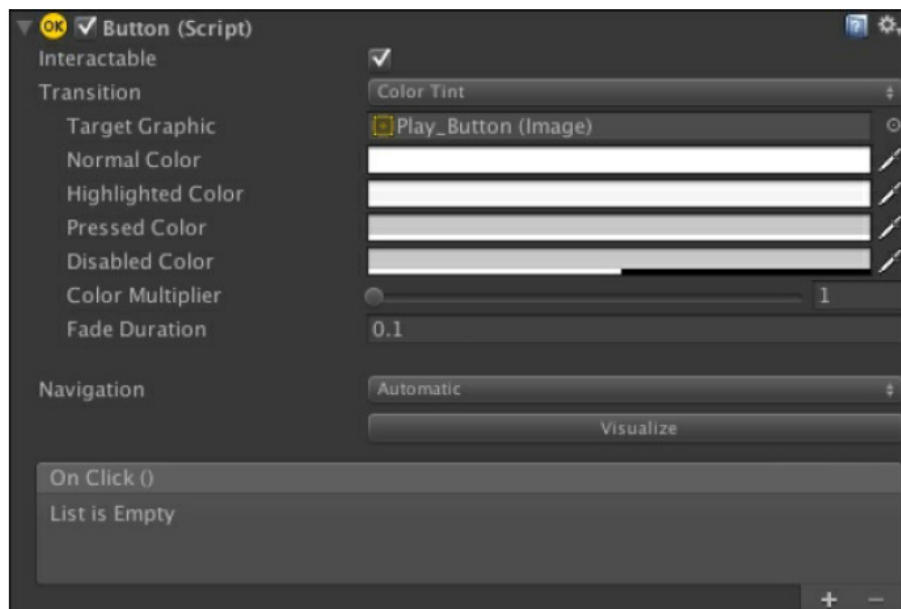 OK Button (Script)
Interactable
Transition Color Tint
Target Graphic Play_Button (Image)
Normal Color
Highlighted Color
Pressed Color
Disabled Color
Color Multiplier 1
Fade Duration 0.1
Navigation Automatic
Visualize
On Click ()
List is Empty
+ −